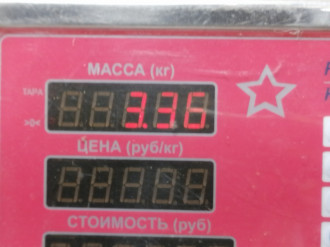 МАССА (кг)
ТАРА
3.36
ЦЕНА (руб/кг)
СТОИМОСТЬ (руб)